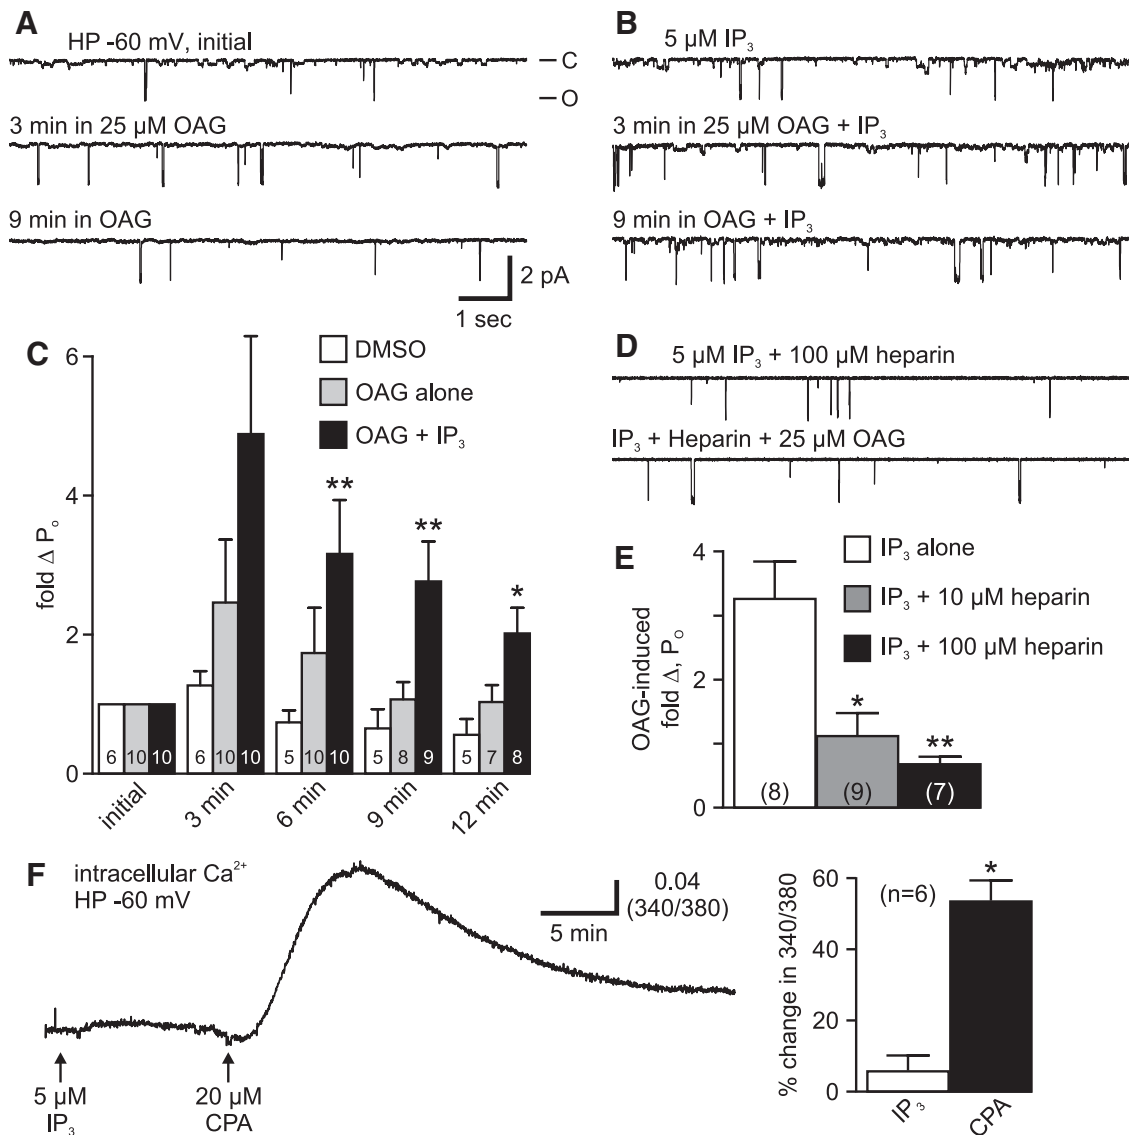 A
HP -60 mV, initial
C
O
3 min in 25 µM OAG
9 min in OAG
2 pA
1 sec
B
5 µM IP₃
3 min in 25 µM OAG + IP₃
9 min in OAG + IP₃
C
DMSO
OAG alone
OAG + IP₃
fold Δ Pₒ
6
4
2
0
**
**
*
6 10 10
6 10 10
5 10 10
5 8 9
5 7 8
initial
3 min
6 min
9 min
12 min
D
5 µM IP₃ + 100 µM heparin
IP₃ + Heparin + 25 µM OAG
E
IP₃ alone
IP₃ + 10 µM heparin
IP₃ + 100 µM heparin
OAG-induced
fold Δ, Pₒ
4
2
0
*
**
(8) (9) (7)
F
intracellular Ca²⁺
HP -60 mV
0.04
(340/380)
5 min
5 µM
IP₃
20 µM
CPA
% change in 340/380
60
40
20
0
(n=6)
*
IP₃
CPA